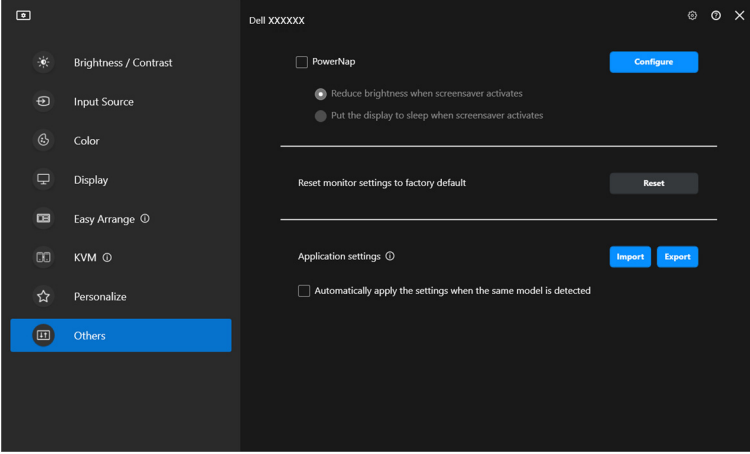 Dell XXXXXX
Brightness / Contrast
Input Source
Color
Display
Easy Arrange
KVM
Personalize
Others
PowerNap
Configure
Reduce brightness when screensaver activates
Put the display to sleep when screensaver activates
Reset monitor settings to factory default
Reset
Application settings
Import
Export
Automatically apply the settings when the same model is detected